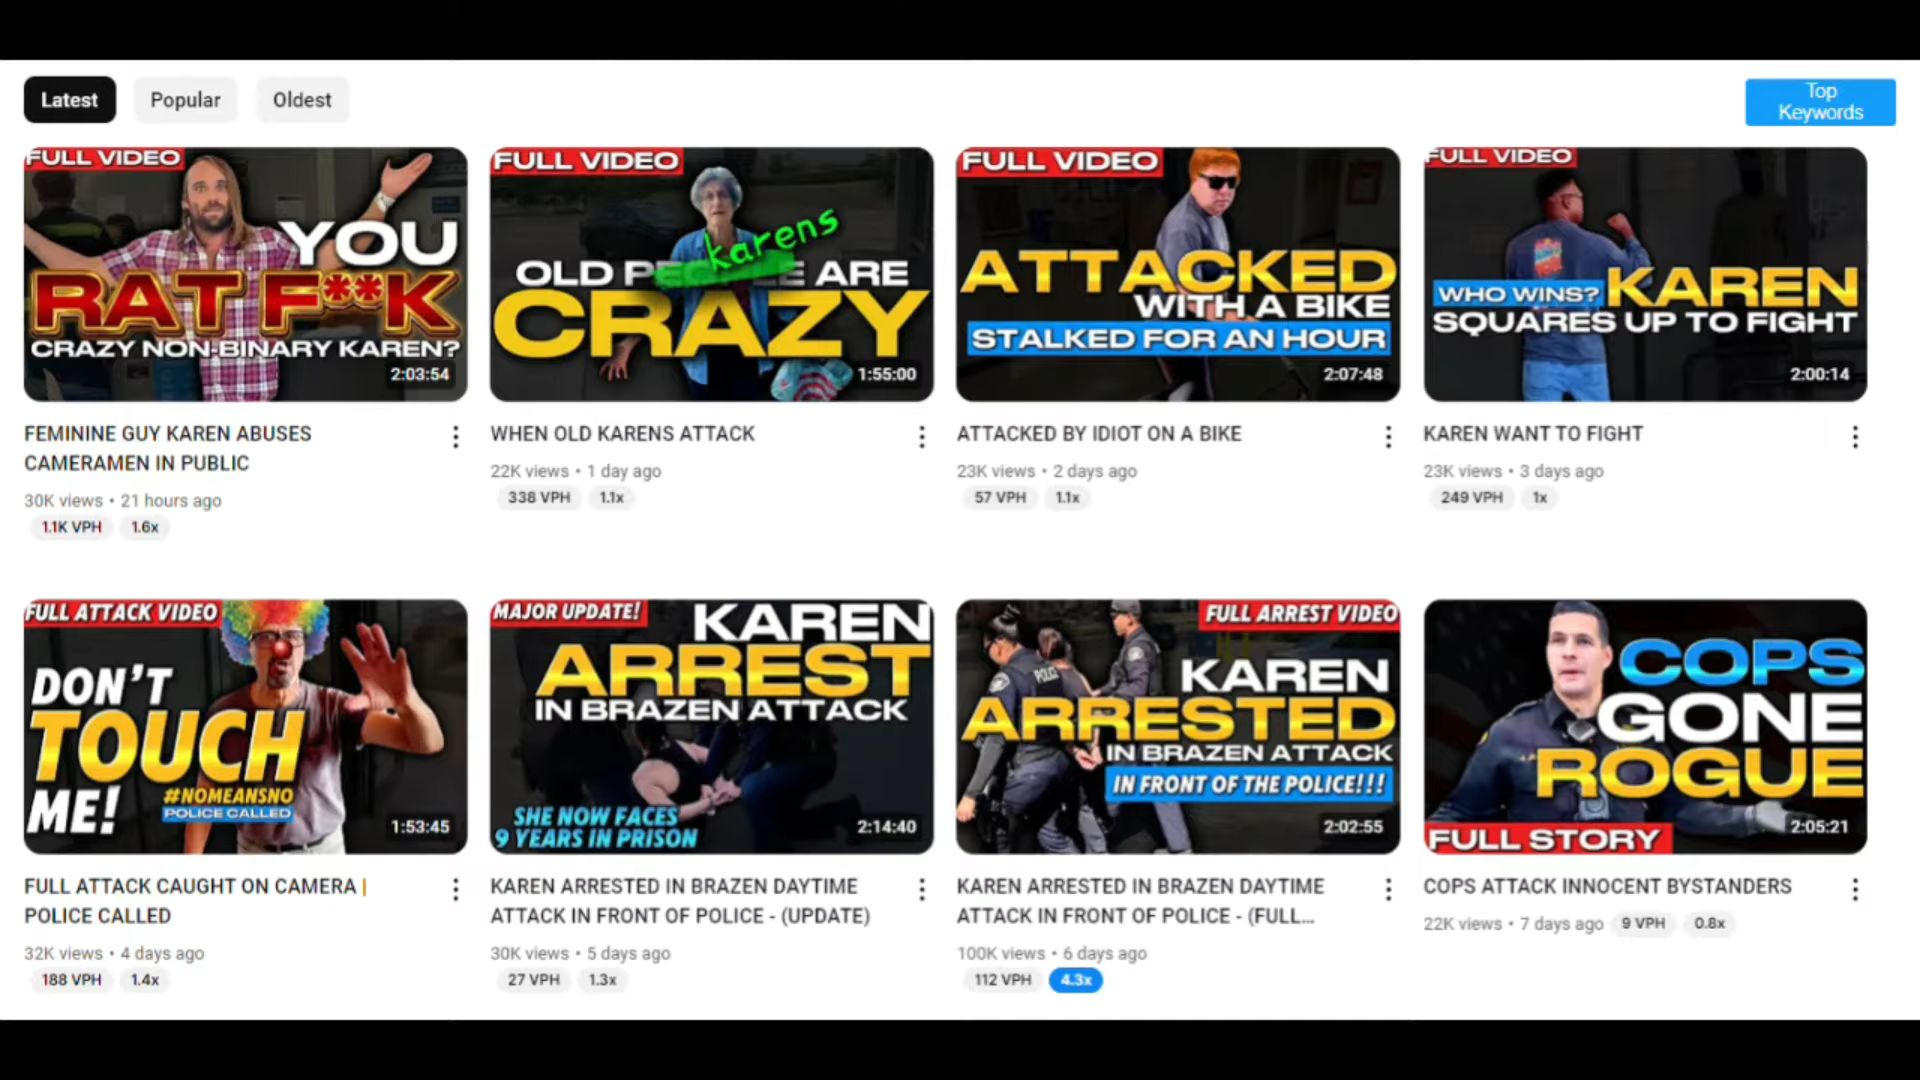 Latest
Popular
Oldest
Top
Keywords
FULL VIDEO
YOU
RAT F**K
CRAZY NON-BINARY KAREN?
2:03:54
FEMININE GUY KAREN ABUSES
CAMERAMEN IN PUBLIC
30K views • 21 hours ago
1.1K VPH
1.6x
FULL VIDEO
karens
OLD PE LE ARE
CRAZY
1:55:00
WHEN OLD KARENS ATTACK
22K views • 1 day ago
338 VPH
1.1x
FULL VIDEO
ATTACKED
WITH A BIKE
STALKED FOR AN HOUR
2:07:48
ATTACKED BY IDIOT ON A BIKE
23K views • 2 days ago
57 VPH
1.1x
FULL VIDEO
WHO WINS? KAREN
SQUARES UP TO FIGHT
2:00:14
KAREN WANT TO FIGHT
23K views • 3 days ago
249 VPH
1x
FULL ATTACK VIDEO
DON'T
TOUCH
ME!
#NOMEANSNO
POLICE CALLED
1:53:45
FULL ATTACK CAUGHT ON CAMERA |
POLICE CALLED
32K views • 4 days ago
188 VPH
1.4x
MAJOR UPDATE!
KAREN
ARREST
IN BRAZEN ATTACK
SHE NOW FACES
9 YEARS IN PRISON
2:14:40
KAREN ARRESTED IN BRAZEN DAYTIME
ATTACK IN FRONT OF POLICE - (UPDATE)
30K views • 5 days ago
27 VPH
1.3x
FULL ARREST VIDEO
POLICE
KAREN
ARRESTED
IN BRAZEN ATTACK
IN FRONT OF THE POLICE!!!
2:02:55
KAREN ARRESTED IN BRAZEN DAYTIME
ATTACK IN FRONT OF POLICE - (FULL...
100K views • 6 days ago
112 VPH
4.3x
COPS
GONE
ROGUE
FULL STORY
2:05:21
COPS ATTACK INNOCENT BYSTANDERS
22K views • 7 days ago
9 VPH
0.8x